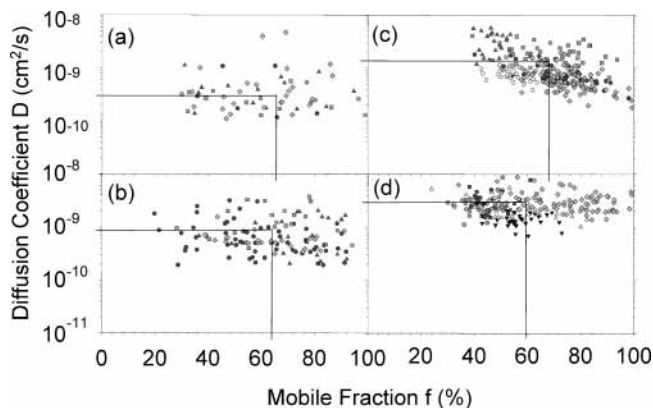 Diffusion Coefficient D (cm²/s)
10⁻⁸ (a) (c)
10⁻⁹
10⁻¹⁰
10⁻⁸
(b) (d)
10⁻⁹
10⁻¹⁰
10⁻¹¹
0 20 40 60 80 100 20 40 60 80 100
Mobile Fraction f (%)